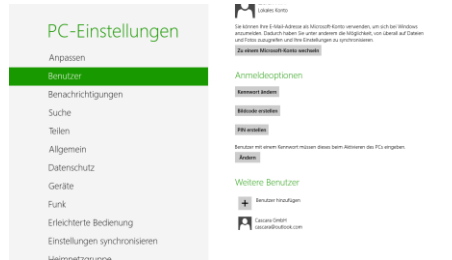 PC-Einstellungen
Anpassen
Benutzer
Benachrichtigungen
Suche
Teilen
Allgemein
Datenschutz
Geräte
Funk
Erleichterte Bedienung
Einstellungen synchronisieren
Heimnetzgruppe
Lokales Konto
Sie können Ihre E-Mail-Adresse als Microsoft-Konto verwenden, um sich bei Windows
anzumelden. Dadurch haben Sie unter anderem die Möglichkeit, von überall auf Dateien
und Fotos zuzugreifen und Ihre Einstellungen zu synchronisieren.
Zu einem Microsoft-Konto wechseln
Anmeldeoptionen
Kennwort ändern
Bildcode erstellen
PIN erstellen
Benutzer mit einem Kennwort müssen dieses beim Aktivieren des PCs eingeben.
Ändern
Weitere Benutzer
Benutzer hinzufügen
Cascara GmbH
cascara@outlook.com